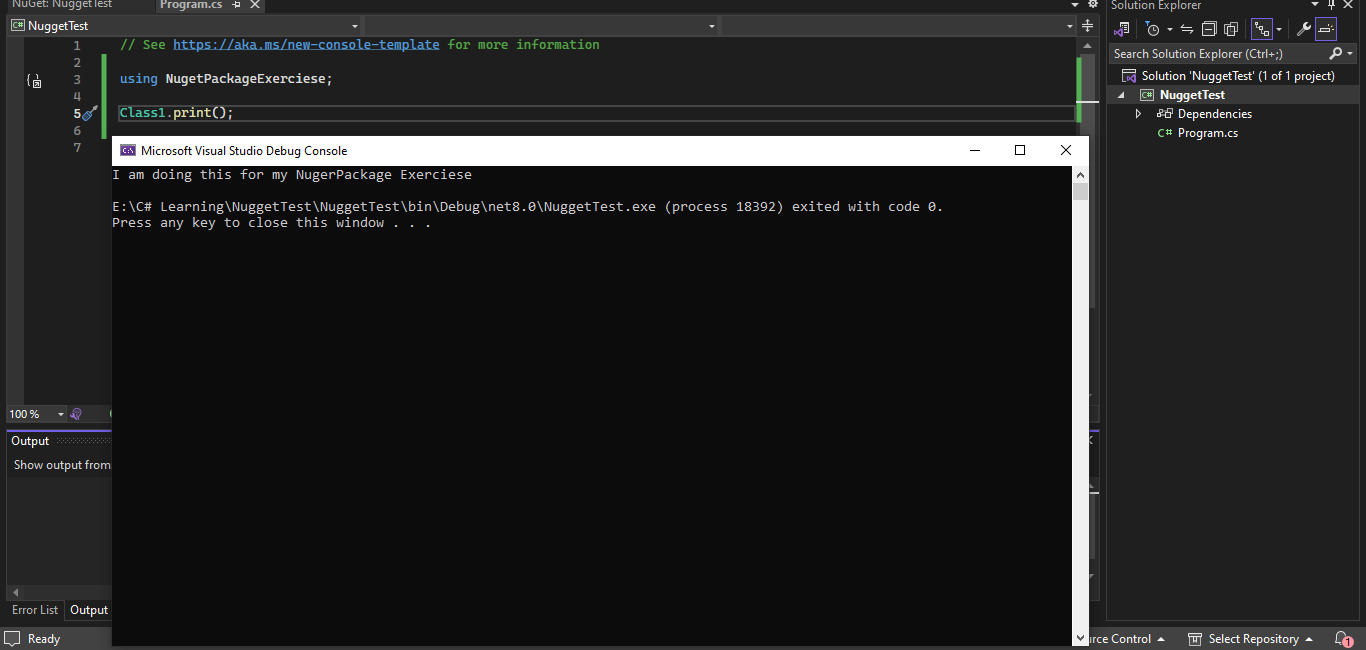 NuGet: NuggetTest
Program.cs
Solution Explorer
C# NuggetTest
Search Solution Explorer (Ctrl+;)
1 // See https://aka.ms/new-console-template for more information
2
3 using NugetPackageExerciese;
4
5 Class1.print();
6
7
Solution 'NuggetTest' (1 of 1 project)
C# NuggetTest
Dependencies
C# Program.cs
C:\ Microsoft Visual Studio Debug Console
I am doing this for my NugerPackage Exerciese
E:\C# Learning\NuggetTest\NuggetTest\bin\Debug\net8.0\NuggetTest.exe (process 18392) exited with code 0.
Press any key to close this window . . .
100 %
Output
Show output from
Error List
Output
Ready
urce Control
Select Repository
1